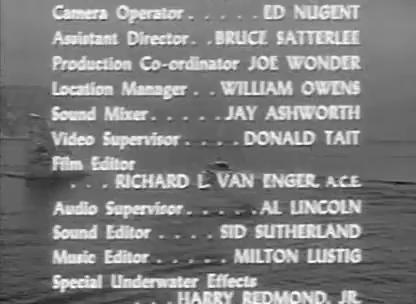 Camera Operator . . . . . ED NUGENT
Assistant Director . . BRUCE SATTERLEE
Production Co-ordinator JOE WONDER
Location Manager . . WILLIAM OWENS
Sound Mixer . . . . . JAY ASHWORTH
Video Supervisor . . . . DONALD TAIT
Film Editor
. . . RICHARD L. VAN ENGER, A.C.E.
Audio Supervisor . . . . . AL LINCOLN
Sound Editor . . . . SID SUTHERLAND
Music Editor . . . . . MILTON LUSTIG
Special Underwater Effects
. . . HARRY REDMOND, JR.